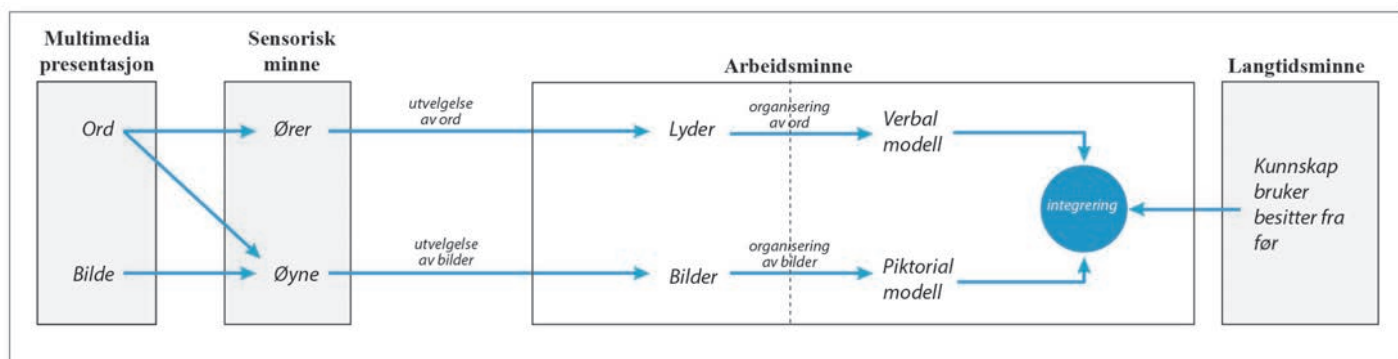 Multimedia
presentasjon
Sensorisk
minne
Arbeidsminne
Langtidsminne
Ord
Ører
utvelgelse
av ord
Lyder
organisering
av ord
Verbal
modell
integrering
Kunnskap
bruker
besitter fra
før
Bilde
Øyne
utvelgelse
av bilder
Bilder
organisering
av bilder
Piktorial
modell